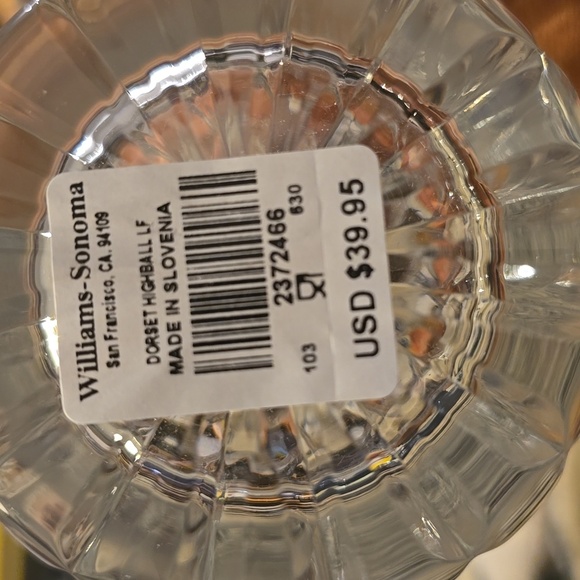 Williams-Sonoma
San Francisco, CA. 94109
DORSET HIGHBALL LF
MADE IN SLOVENIA
2372466
630
103
USD $39.95